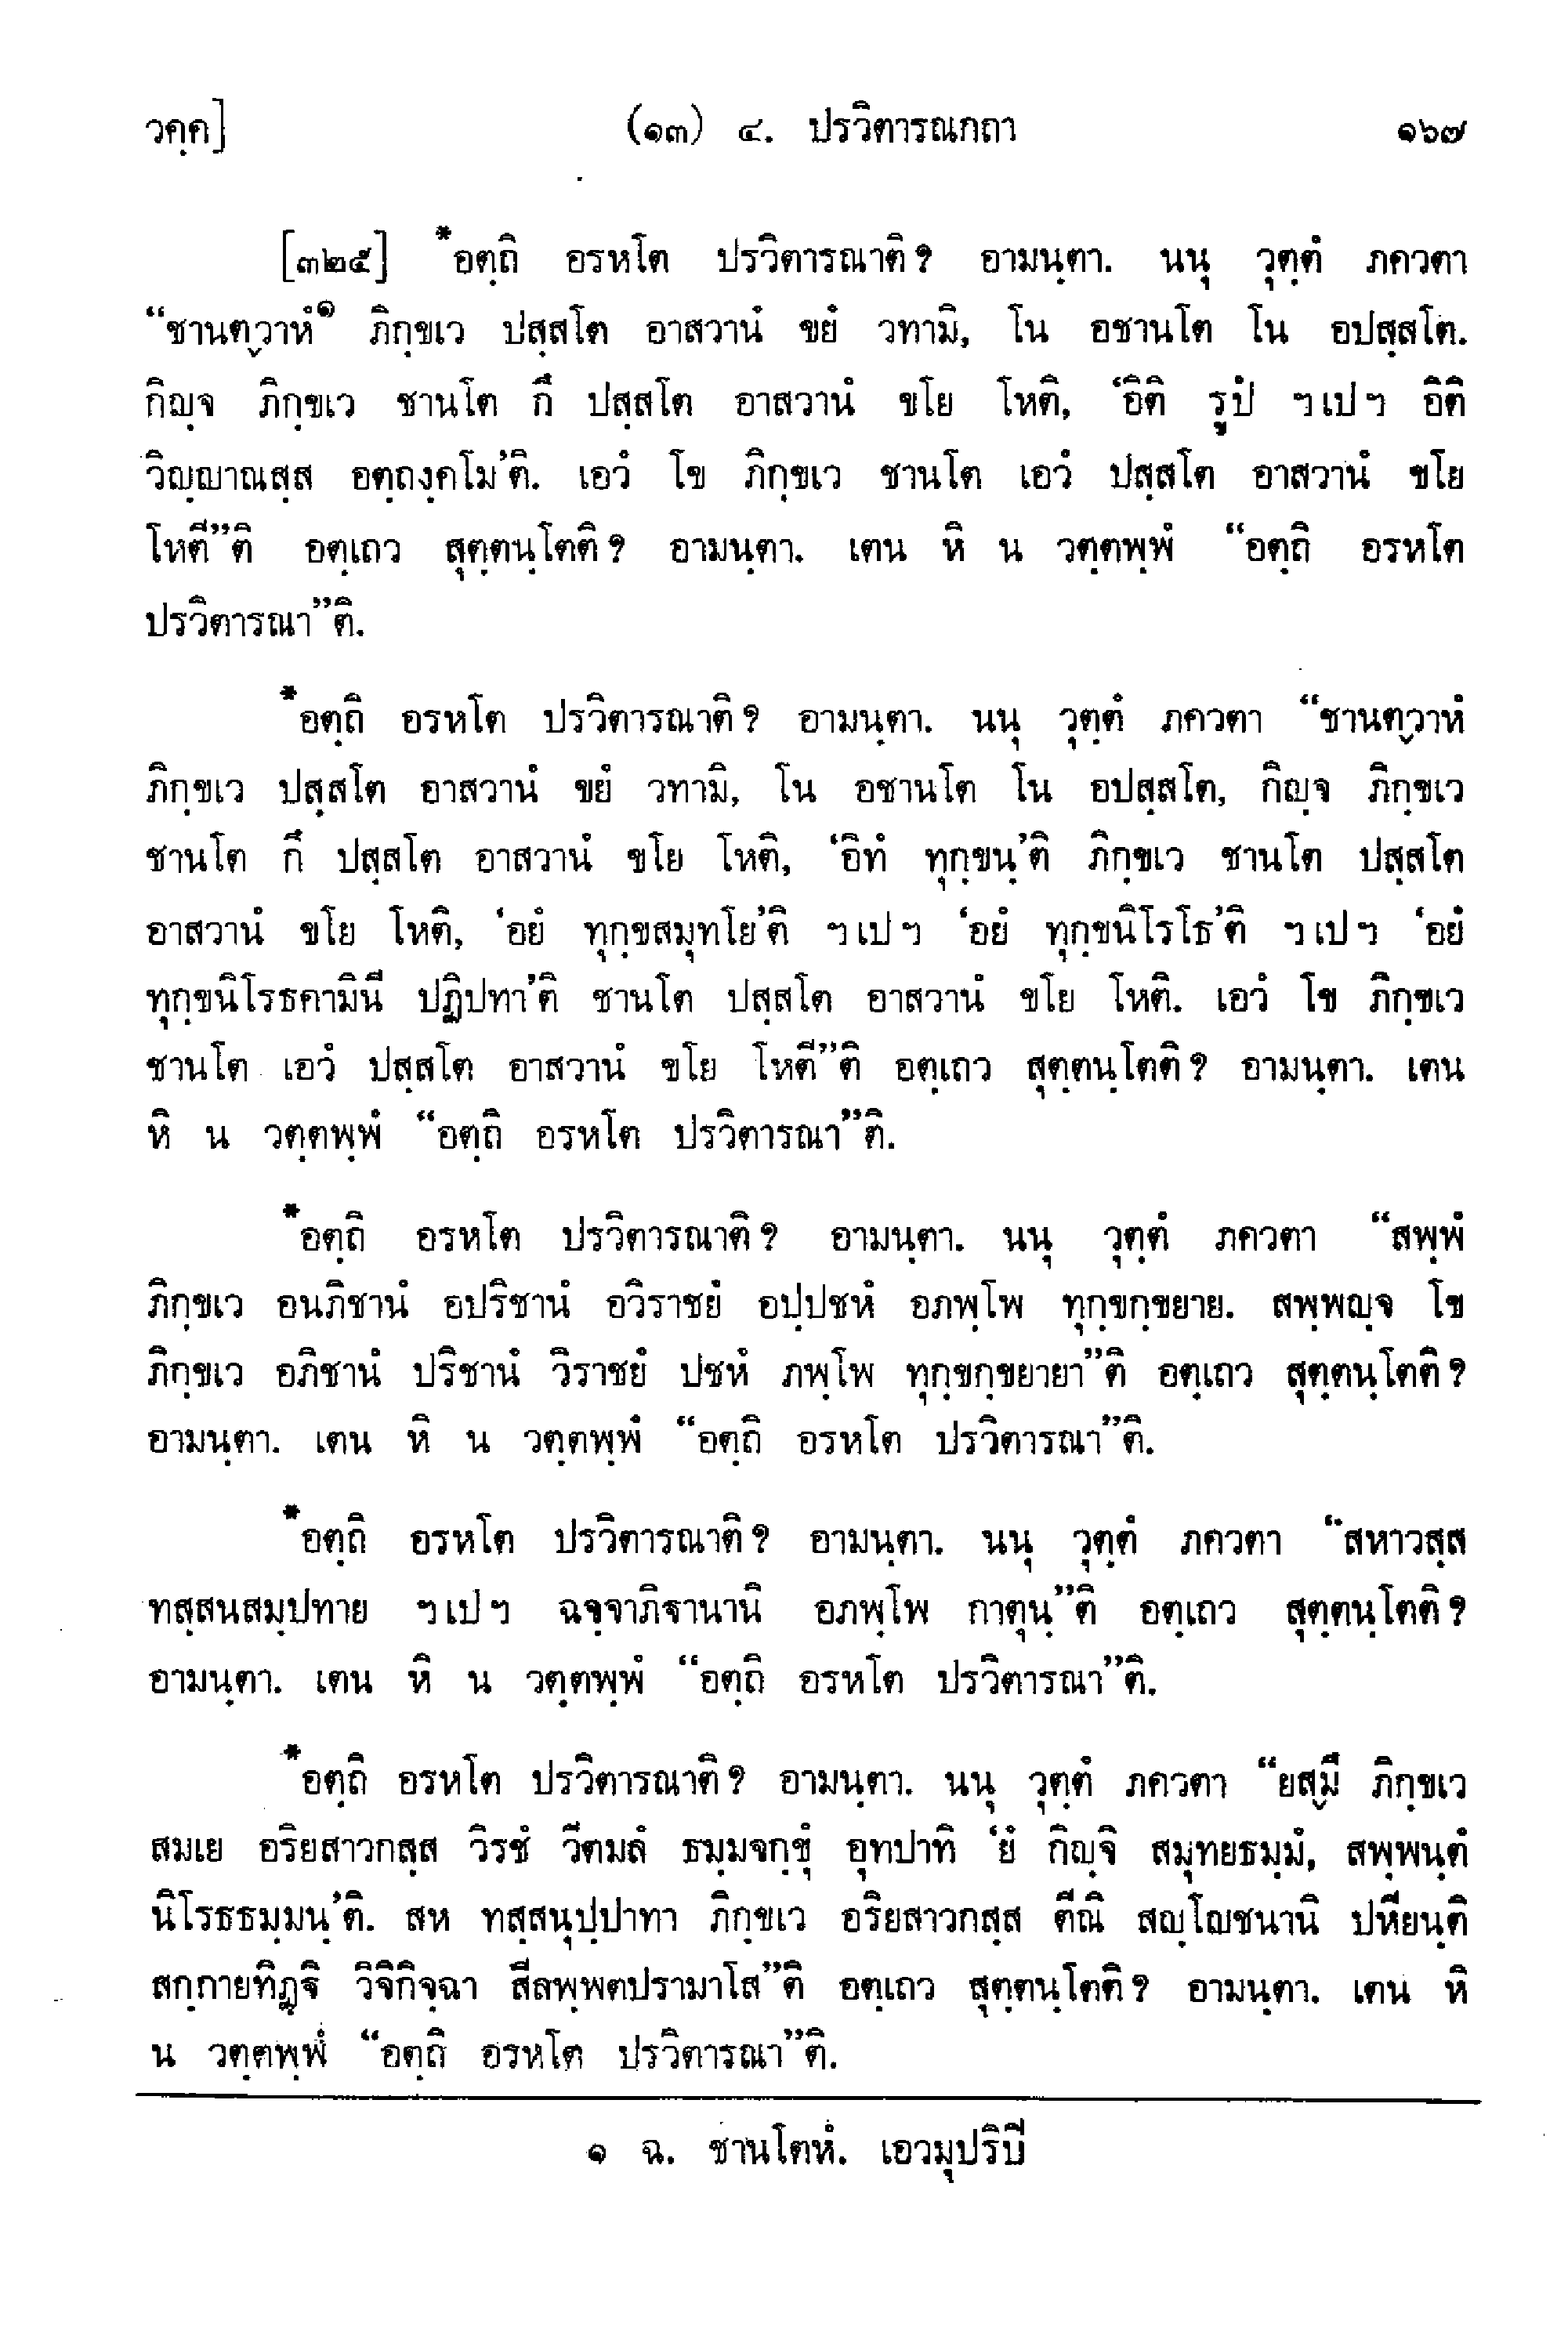 วคฺค] (๑๓) ๔. ปรวิตารณกถา ๑๖๗
[๓๒๕] *อตฺถิ อรหโต ปรวิตารณาติ? อามนฺตา. นนุ วุตฺตํ ภควตา
“ชานตฺวาหํ๑ ภิกฺขเว ปสฺสโต อาสวานํ ขยํ วทามิ, โน อชานโต โน อปสฺสโต.
กิญฺจ ภิกฺขเว ชานโต กึ ปสฺสโต อาสวานํ ขโย โหติ, ‘อิติ รูปํ ฯเปฯ อิติ
วิญฺญาณสฺส อตฺถงฺคโม’ติ. เอวํ โข ภิกฺขเว ชานโต เอวํ ปสฺสโต อาสวานํ ขโย
โหตี”ติ อตฺเถว สุตฺตนฺโตติ? อามนฺตา. เตน หิ น วตฺตพฺพํ “อตฺถิ อรหโต
ปรวิตารณา”ติ.
*อตฺถิ อรหโต ปรวิตารณาติ? อามนฺตา. นนุ วุตฺตํ ภควตา “ชานตฺวาหํ
ภิกฺขเว ปสฺสโต อาสวานํ ขยํ วทามิ, โน อชานโต โน อปสฺสโต, กิญฺจ ภิกฺขเว
ชานโต กึ ปสฺสโต อาสวานํ ขโย โหติ, ‘อิทํ ทุกฺขนฺ’ติ ภิกฺขเว ชานโต ปสฺสโต
อาสวานํ ขโย โหติ, ‘อยํ ทุกฺขสมุทโย’ติ ฯเปฯ ‘อยํ ทุกฺขนิโรโธ’ติ ฯเปฯ ‘อยํ
ทุกฺขนิโรธคามินี ปฏิปทา’ติ ชานโต ปสฺสโต อาสวานํ ขโย โหติ. เอวํ โข ภิกฺขเว
ชานโต เอวํ ปสฺสโต อาสวานํ ขโย โหตี”ติ อตฺเถว สุตฺตนฺโตติ? อามนฺตา. เตน
หิ น วตฺตพฺพํ “อตฺถิ อรหโต ปรวิตารณา”ติ.
*อตฺถิ อรหโต ปรวิตารณาติ? อามนฺตา. นนุ วุตฺตํ ภควตา “สพฺพํ
ภิกฺขเว อนภิชานํ อปริชานํ อวิราชยํ อปฺปชหํ อภพฺโพ ทุกฺขกฺขยาย. สพฺพญฺจ โข
ภิกฺขเว อภิชานํ ปริชานํ วิราชยํ ปชหํ ภพฺโพ ทุกฺขกฺขยายา”ติ อตฺเถว สุตฺตนฺโตติ?
อามนฺตา. เตน หิ น วตฺตพฺพํ “อตฺถิ อรหโต ปรวิตารณา”ติ.
*อตฺถิ อรหโต ปรวิตารณาติ? อามนฺตา. นนุ วุตฺตํ ภควตา “สหาวสฺส
ทสฺสนสมฺปทาย ฯเปฯ ฉจฺจาภิฐานานิ อภพฺโพ กาตุนฺ”ติ อตฺเถว สุตฺตนฺโตติ?
อามนฺตา. เตน หิ น วตฺตพฺพํ “อตฺถิ อรหโต ปรวิตารณา”ติ.
*อตฺถิ อรหโต ปรวิตารณาติ? อามนฺตา. นนุ วุตฺตํ ภควตา “ยสฺมึ ภิกฺขเว
สมเย อริยสาวกสฺส วิรชํ วีตมลํ ธมฺมจกฺขุํ อุทปาทิ ‘ยํ กิญฺจิ สมุทยธมฺมํ, สพฺพนฺตํ
นิโรธธมฺมนฺ’ติ. สห ทสฺสนุปฺปาทา ภิกฺขเว อริยสาวกสฺส ตีณิ สญฺโญชนานิ ปหียนฺติ
สกฺกายทิฏฺฐิ วิจิกิจฺฉา สีลพฺพตปรามาโส”ติ อตฺเถว สุตฺตนฺโตติ? อามนฺตา. เตน หิ
น วตฺตพฺพํ “อตฺถิ อรหโต ปรวิตารณา”ติ.
๑ ฉ. ชานโตหํ. เอวมุปริปี